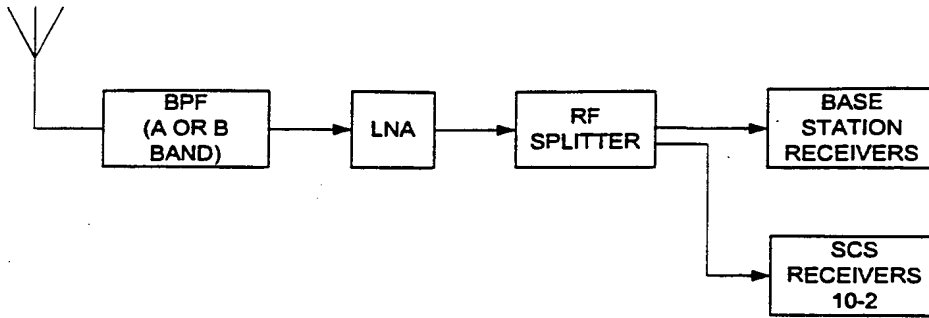 BPF
(A OR B
BAND)
LNA
RF
SPLITTER
BASE
STATION
RECEIVERS
SCS
RECEIVERS
10-2